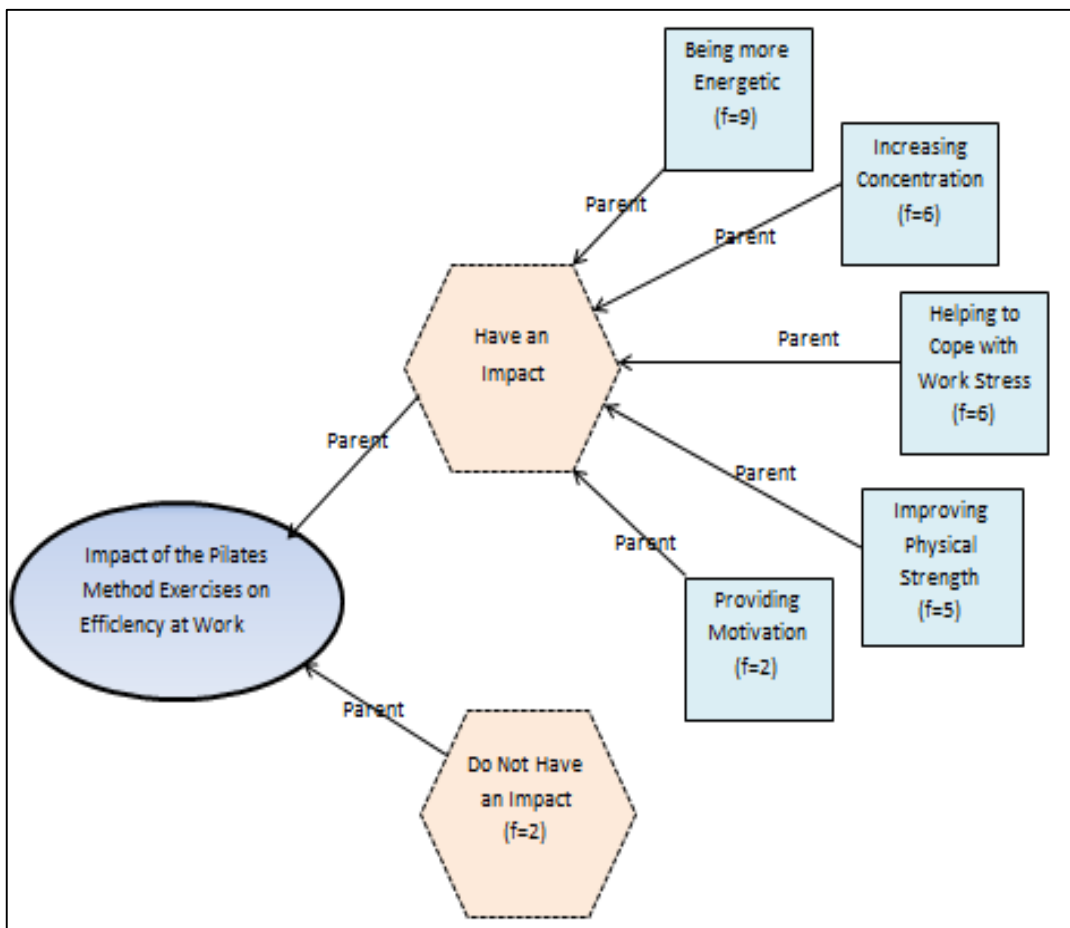 Being more
Energetic
(f=9)
Increasing
Concentration
(f=6)
Parent
Parent
Have an
Impact
Helping to
Cope with
Work Stress
(f=6)
Parent
Parent
Parent
Improving
Physical
Strength
(f=5)
Parent
Providing
Motivation
(f=2)
Impact of the Pilates
Method Exercises on
Efficiency at Work
Parent
Do Not Have
an Impact
(f=2)